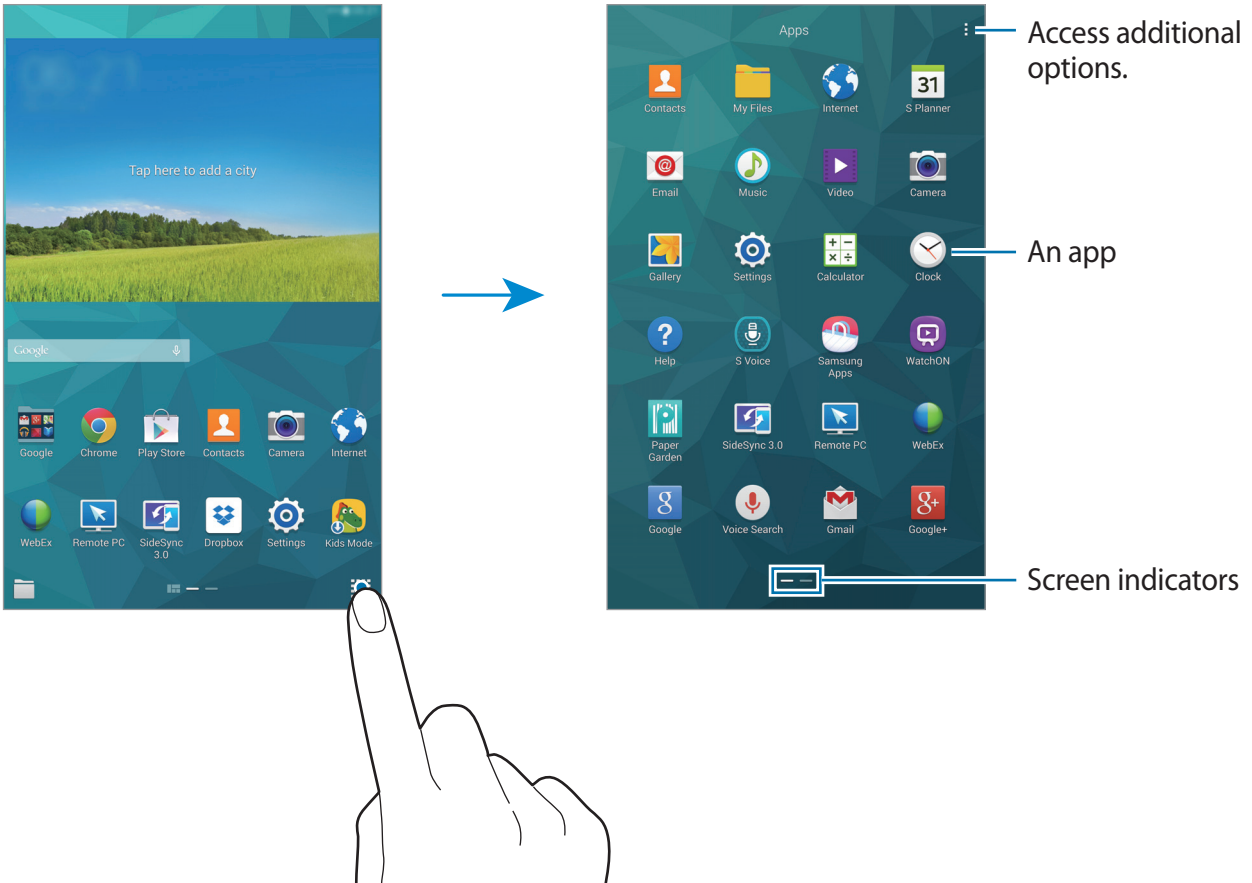 Tap here to add a city
Google
Google Chrome Play Store Contacts Camera Internet
WebEx Remote PC SideSync 3.0 Dropbox Settings Kids Mode
Apps
Contacts My Files Internet 31 S Planner
Email Music Video Camera
Gallery Settings Calculator Clock
Help S Voice Samsung Apps WatchON
Paper Garden SideSync 3.0 Remote PC WebEx
Google Voice Search Gmail Google+
Access additional
options.
An app
Screen indicators